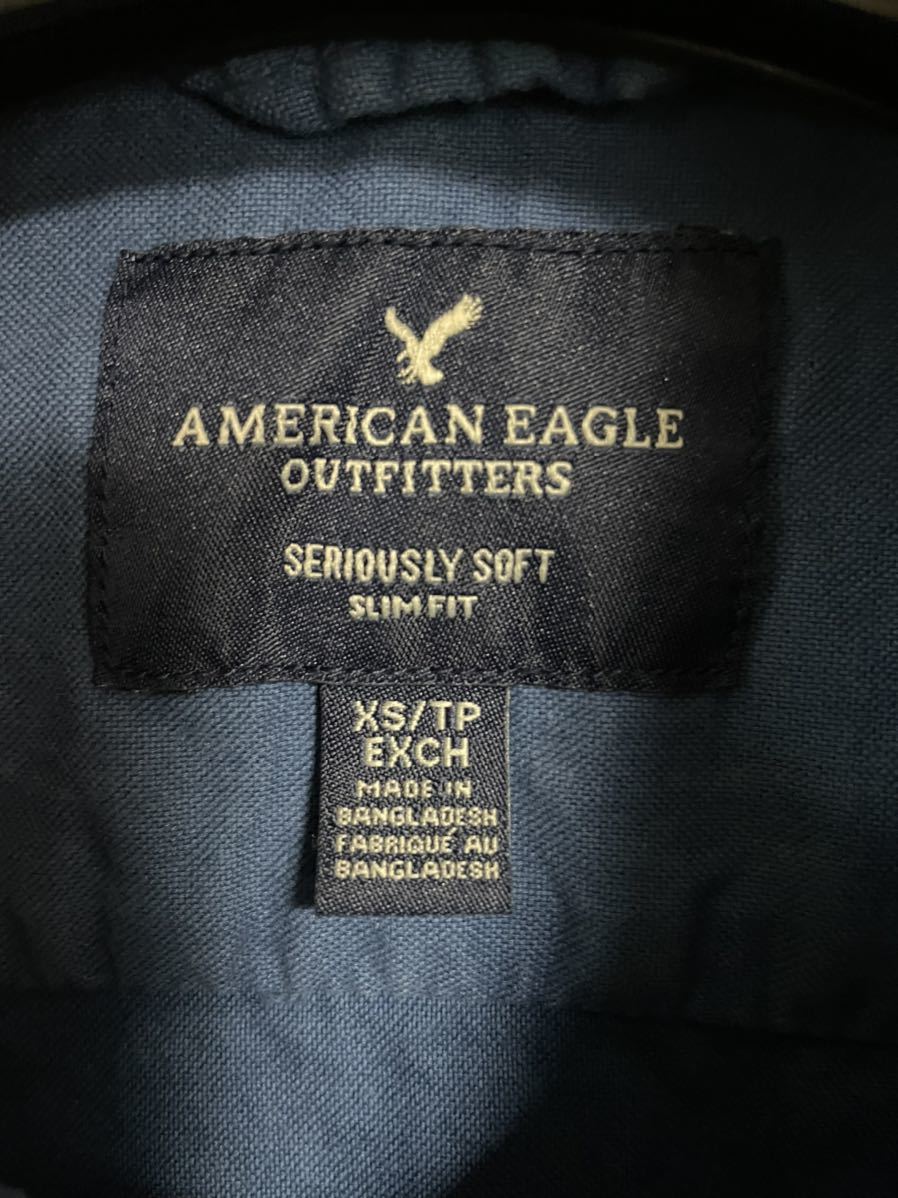 AMERICAN EAGLE
OUTFITTERS
SERIOUSLY SOFT
SLIM FIT
XS/TP
EXCH
MADE IN
BANGLADESH
FABRIQUÉ AU
BANGLADESH